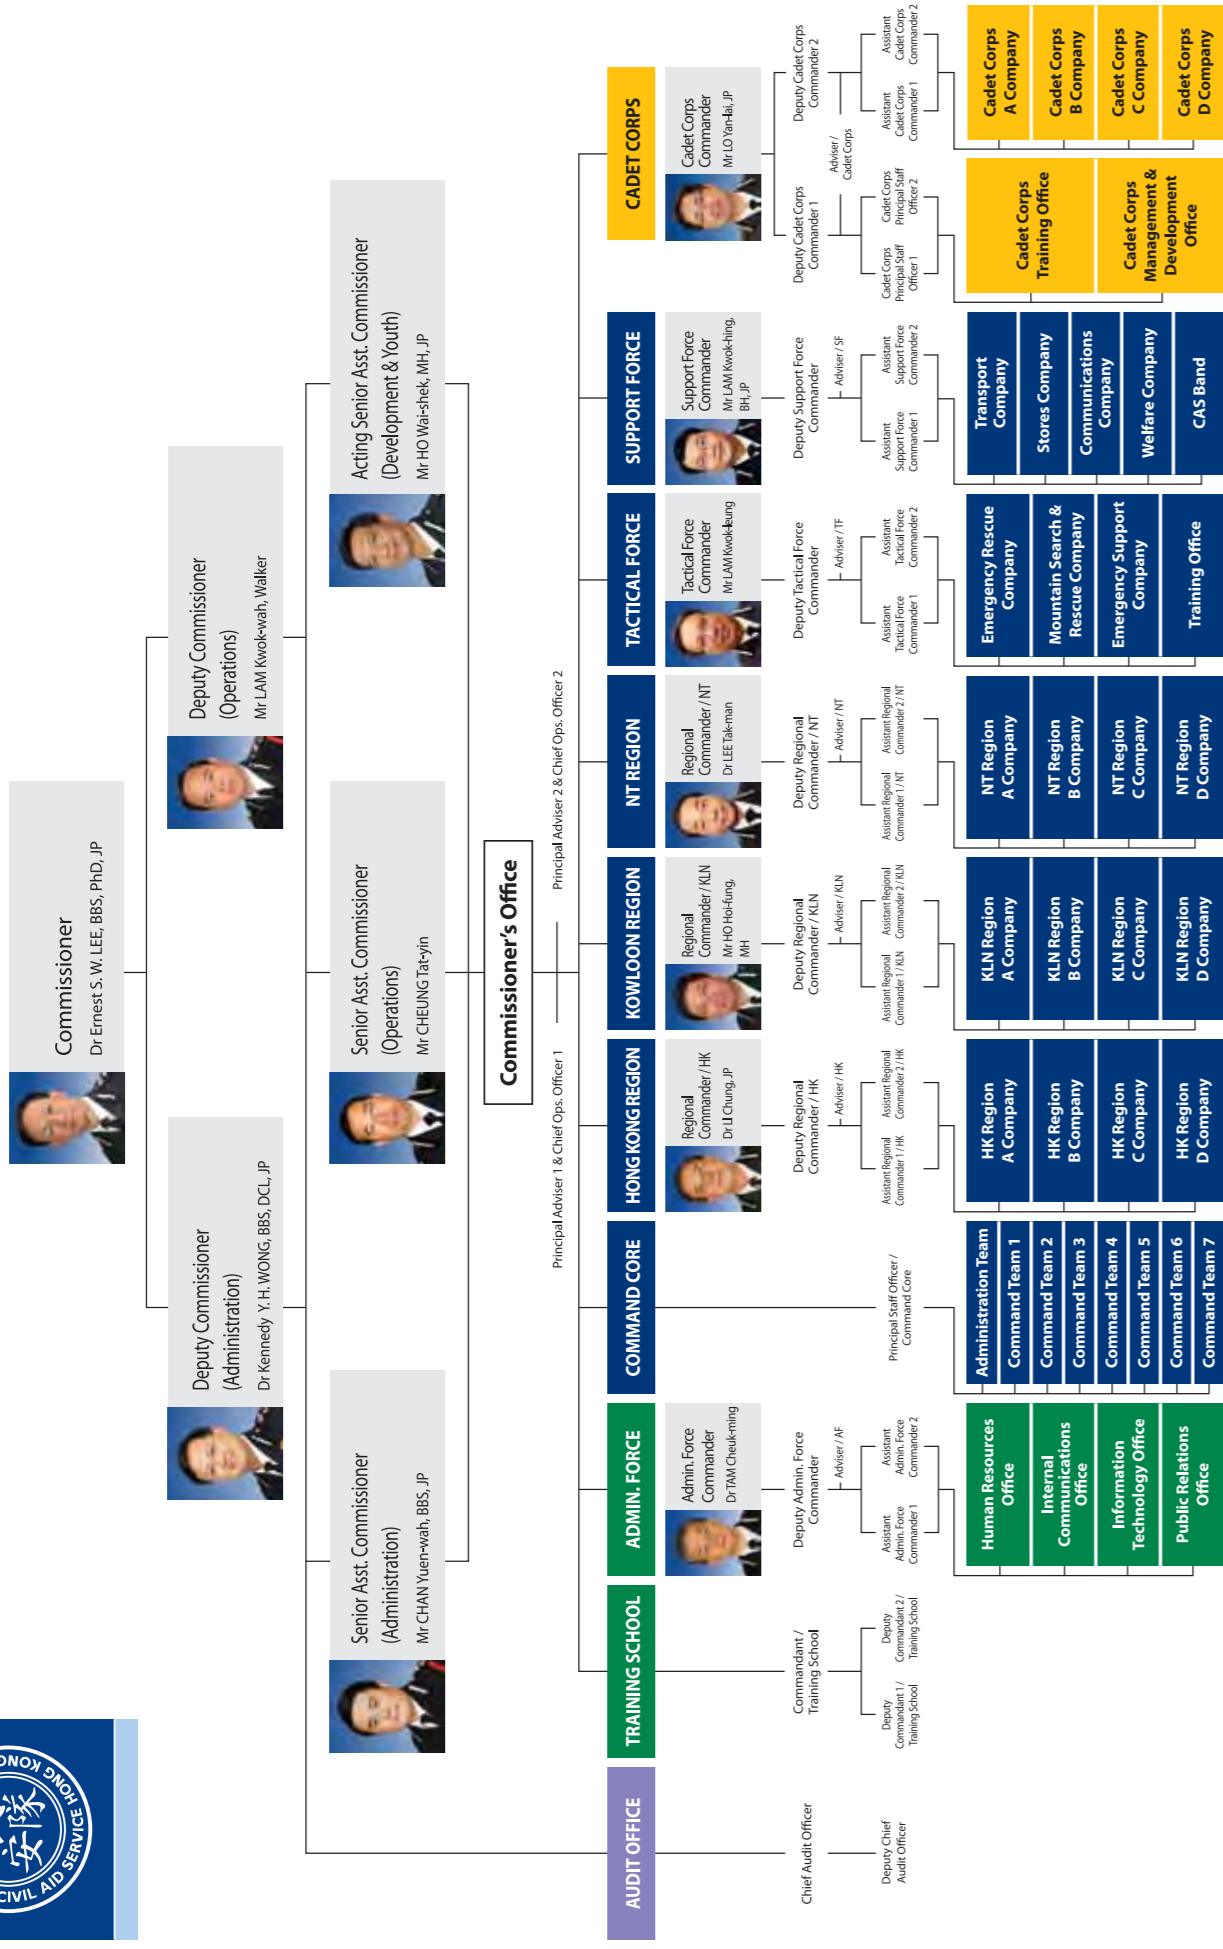 HONG KONG
CIVIL AID SERVICE
安隊
Commissioner
Dr Ernest S. W. LEE, BBS, PhD, JP
Deputy Commissioner
(Administration)
Dr Kennedy Y. H. WONG, BBS, DCL, JP
Deputy Commissioner
(Operations)
Mr LAM Kwok-wah, Walker
Senior Asst. Commissioner
(Administration)
Mr CHAN Yuen-wah, BBS, JP
Senior Asst. Commissioner
(Operations)
Mr CHEUNG Tat-yin
Acting Senior Asst. Commissioner
(Development & Youth)
Mr HO Wai-shek, MH, JP
Commissioner's Office
Principal Adviser 1 & Chief Ops. Officer 1
Principal Adviser 2 & Chief Ops. Officer 2
AUDIT OFFICE
Chief Audit Officer
Deputy Chief
Audit Officer
TRAINING SCHOOL
Commandant /
Training School
Deputy
Commandant 1 /
Training School
Deputy
Commandant 2 /
Training School
ADMIN. FORCE
Admin. Force
Commander
Dr TAM Cheuk-ming
Deputy Admin. Force
Commander
Adviser / AF
Assistant
Admin. Force
Commander 1
Assistant
Admin. Force
Commander 2
Human Resources
Office
Internal
Communications
Office
Information
Technology Office
Public Relations
Office
COMMAND CORE
Principal Staff Officer /
Command Core
Administration Team
Command Team 1
Command Team 2
Command Team 3
Command Team 4
Command Team 5
Command Team 6
Command Team 7
HONG KONG REGION
Regional
Commander / HK
Dr LI Chung, JP
Deputy Regional
Commander / HK
Adviser / HK
Assistant Regional
Commander 1 / HK
Assistant Regional
Commander 2 / HK
HK Region
A Company
HK Region
B Company
HK Region
C Company
HK Region
D Company
KOWLOON REGION
Regional
Commander / KLN
Mr HO Hoi-fung,
MH
Deputy Regional
Commander / KLN
Adviser / KLN
Assistant Regional
Commander 1 / KLN
Assistant Regional
Commander 2 / KLN
KLN Region
A Company
KLN Region
B Company
KLN Region
C Company
KLN Region
D Company
NT REGION
Regional
Commander / NT
Dr LEE Tak-man
Deputy Regional
Commander / NT
Adviser / NT
Assistant Regional
Commander 1 / NT
Assistant Regional
Commander 2 / NT
NT Region
A Company
NT Region
B Company
NT Region
C Company
NT Region
D Company
TACTICAL FORCE
Tactical Force
Commander
Mr LAM Kwok-leung
Deputy Tactical Force
Commander
Adviser / TF
Assistant
Tactical Force
Commander 1
Assistant
Tactical Force
Commander 2
Emergency Rescue
Company
Mountain Search &
Rescue Company
Emergency Support
Company
Training Office
SUPPORT FORCE
Support Force
Commander
Mr LAM Kwok-hing,
BH, JP
Deputy Support Force
Commander
Adviser / SF
Assistant
Support Force
Commander 1
Assistant
Support Force
Commander 2
Transport
Company
Stores Company
Communications
Company
Welfare Company
CAS Band
CADET CORPS
Cadet Corps
Commander
Mr LO Yan-lai, JP
Deputy Cadet Corps
Commander 1
Deputy Cadet Corps
Commander 2
Adviser /
Cadet Corps
Cadet Corps
Principal Staff
Officer 1
Cadet Corps
Principal Staff
Officer 2
Assistant
Cadet Corps
Commander 1
Assistant
Cadet Corps
Commander 2
Cadet Corps
Training Office
Cadet Corps
Management &
Development
Office
Cadet Corps
A Company
Cadet Corps
B Company
Cadet Corps
C Company
Cadet Corps
D Company